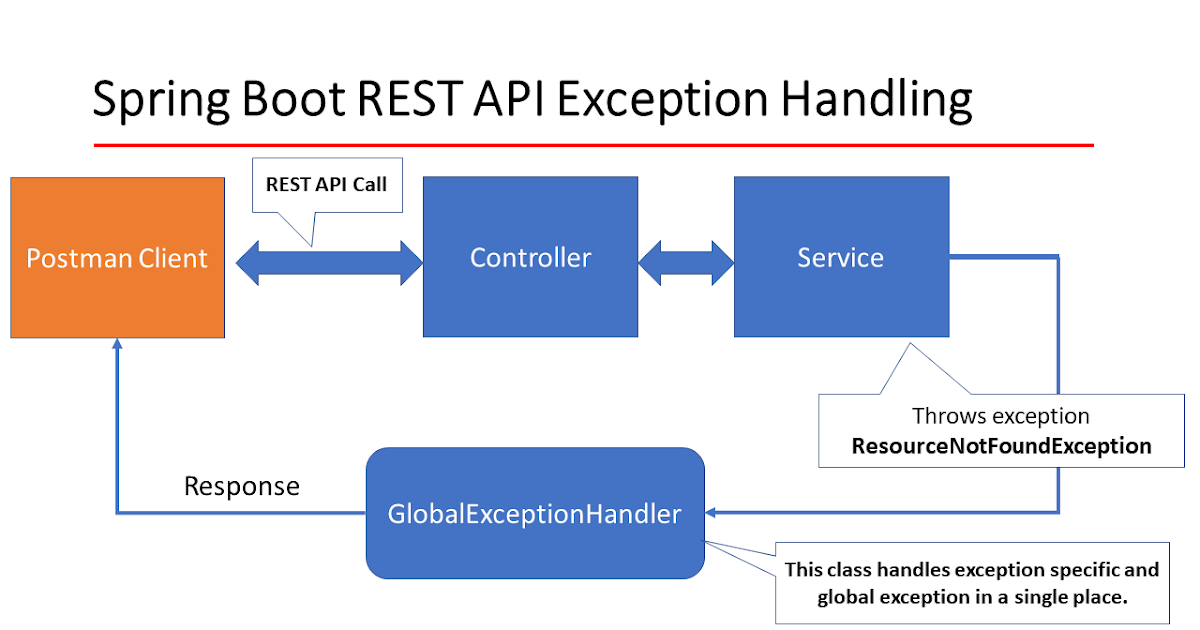 Spring Boot REST API Exception Handling
REST API Call
Postman Client
Controller
Service
Throws exception
ResourceNotFoundException
Response
GlobalExceptionHandler
This class handles exception specific and
global exception in a single place.